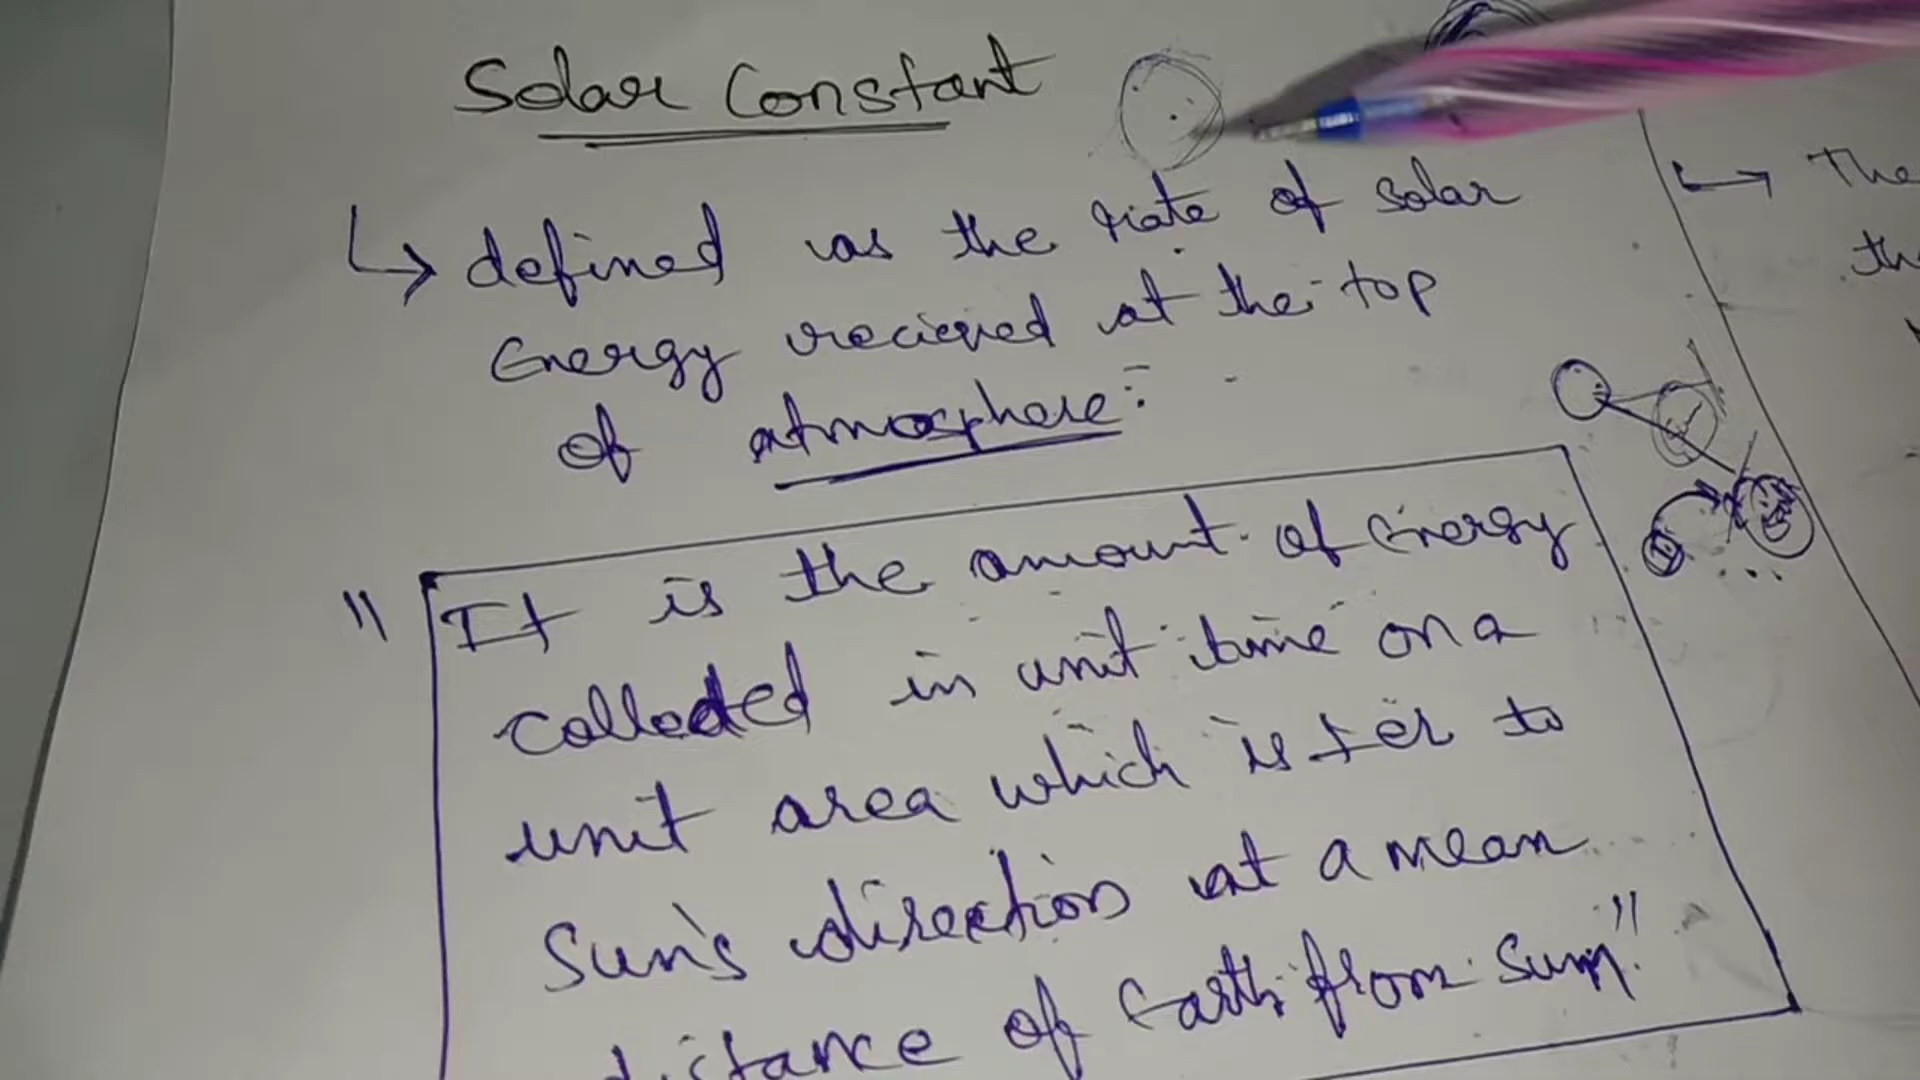 Solar Constant
↳ defined as the rate of solar
Energy recieved at the top
of atmosphere:
" It is the amount of Energy
collected in unit time on a
unit area which is ⊥er to
Sun's direction at a mean
distance of Earth from Sun"
↳ The
the